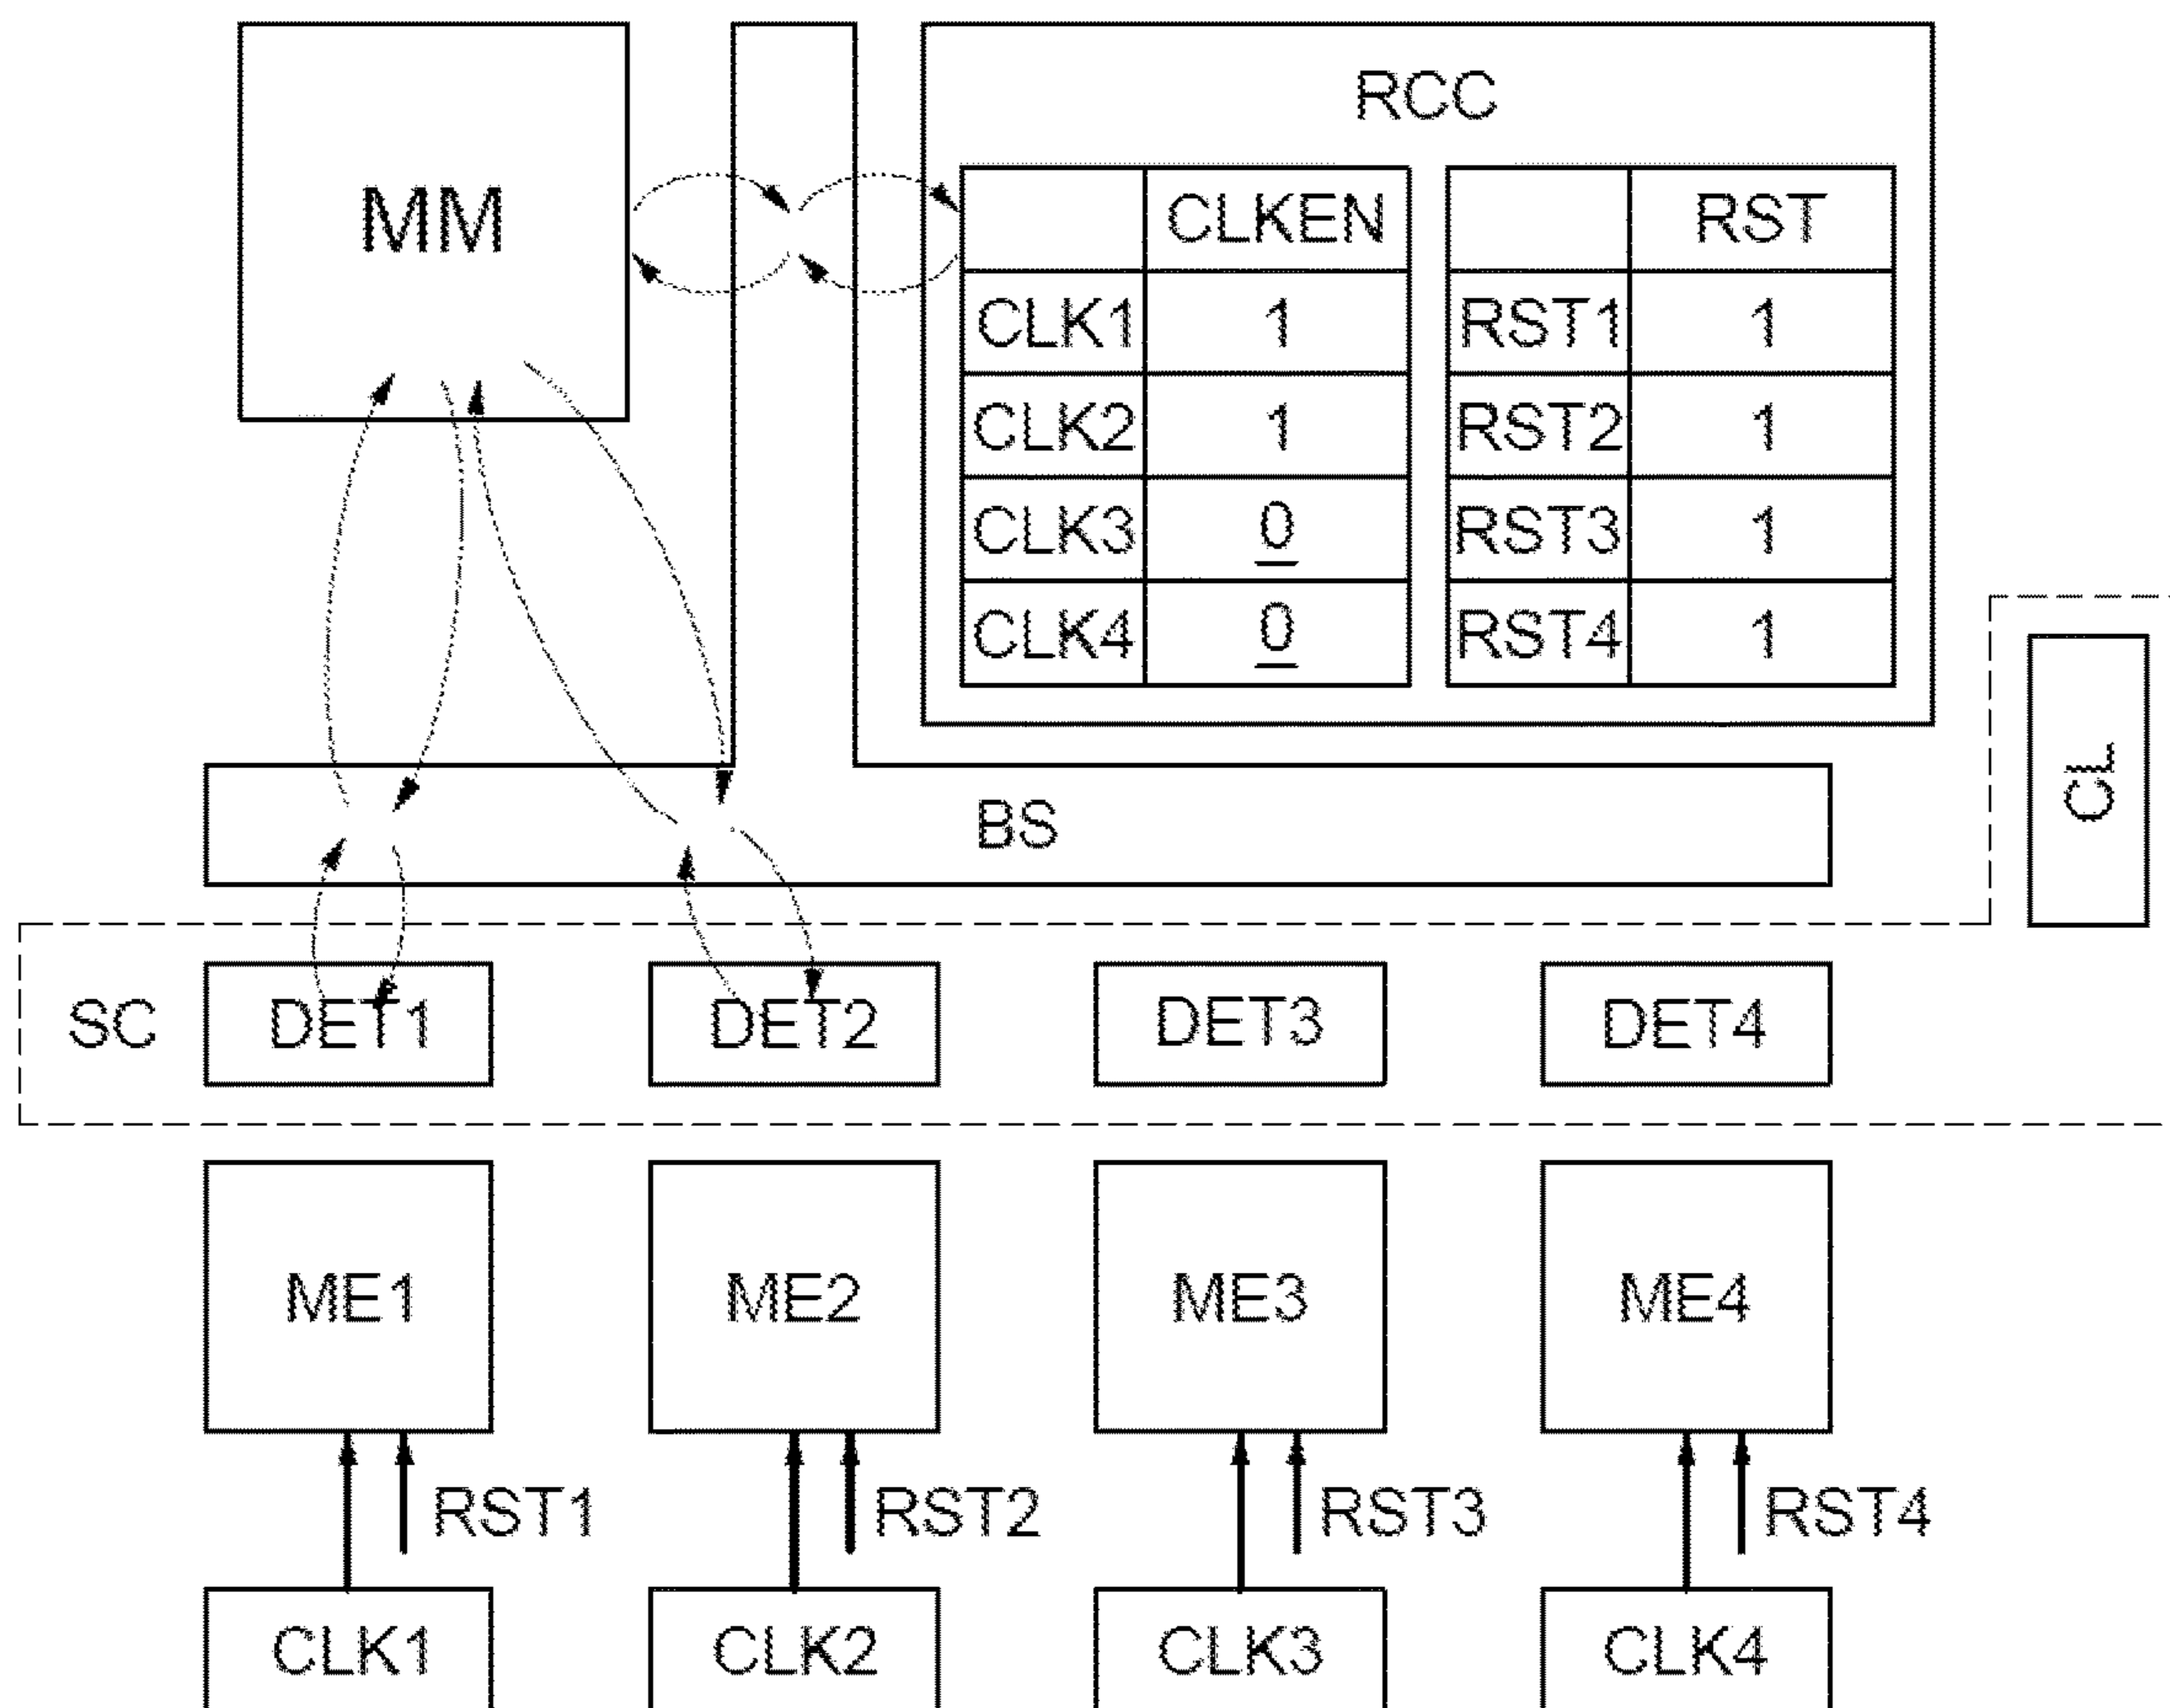 RCC
MM
CLKEN RST
CLK1 1 RST1 1
CLK2 1 RST2 1
CLK3 0 RST3 1
CLK4 0 RST4 1
CL
BS
SC DET1 DET2 DET3 DET4
ME1 ME2 ME3 ME4
RST1 RST2 RST3 RST4
CLK1 CLK2 CLK3 CLK4